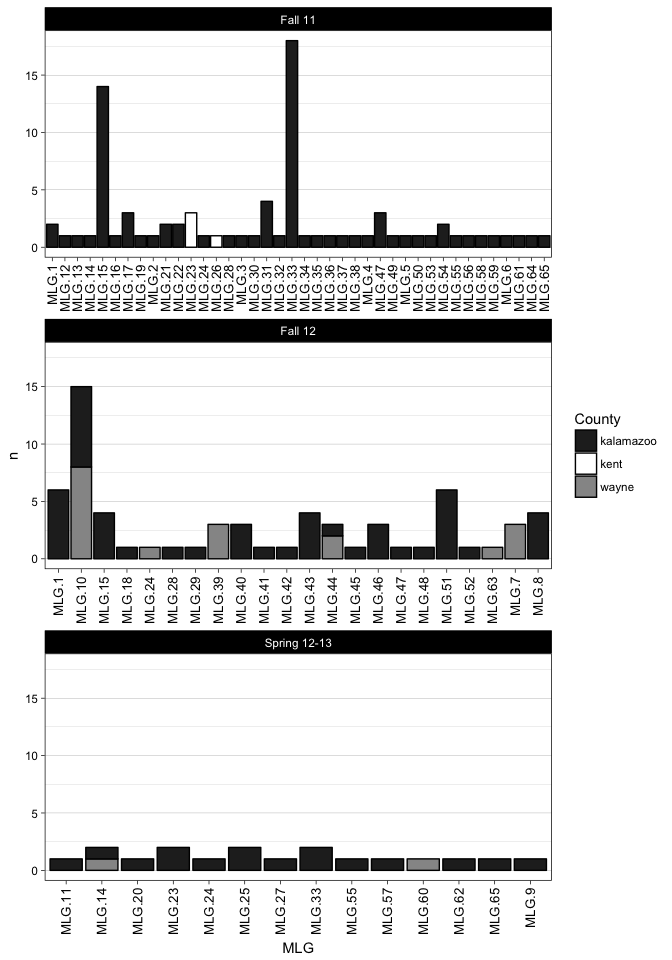 Fall 11
15
10
5
0
MLG.1
MLG.12
MLG.13
MLG.14
MLG.15
MLG.16
MLG.17
MLG.19
MLG.2
MLG.21
MLG.22
MLG.23
MLG.24
MLG.26
MLG.28
MLG.3
MLG.30
MLG.31
MLG.32
MLG.33
MLG.34
MLG.35
MLG.36
MLG.37
MLG.38
MLG.4
MLG.47
MLG.49
MLG.5
MLG.50
MLG.53
MLG.54
MLG.55
MLG.56
MLG.58
MLG.59
MLG.6
MLG.61
MLG.64
MLG.65
Fall 12
15
10
5
0
MLG.1
MLG.10
MLG.15
MLG.18
MLG.24
MLG.28
MLG.29
MLG.39
MLG.40
MLG.41
MLG.42
MLG.43
MLG.44
MLG.45
MLG.46
MLG.47
MLG.48
MLG.51
MLG.52
MLG.63
MLG.7
MLG.8
n
County
kalamazoo
kent
wayne
Spring 12-13
15
10
5
0
MLG.11
MLG.14
MLG.20
MLG.23
MLG.24
MLG.25
MLG.27
MLG.33
MLG.55
MLG.57
MLG.60
MLG.62
MLG.65
MLG.9
MLG